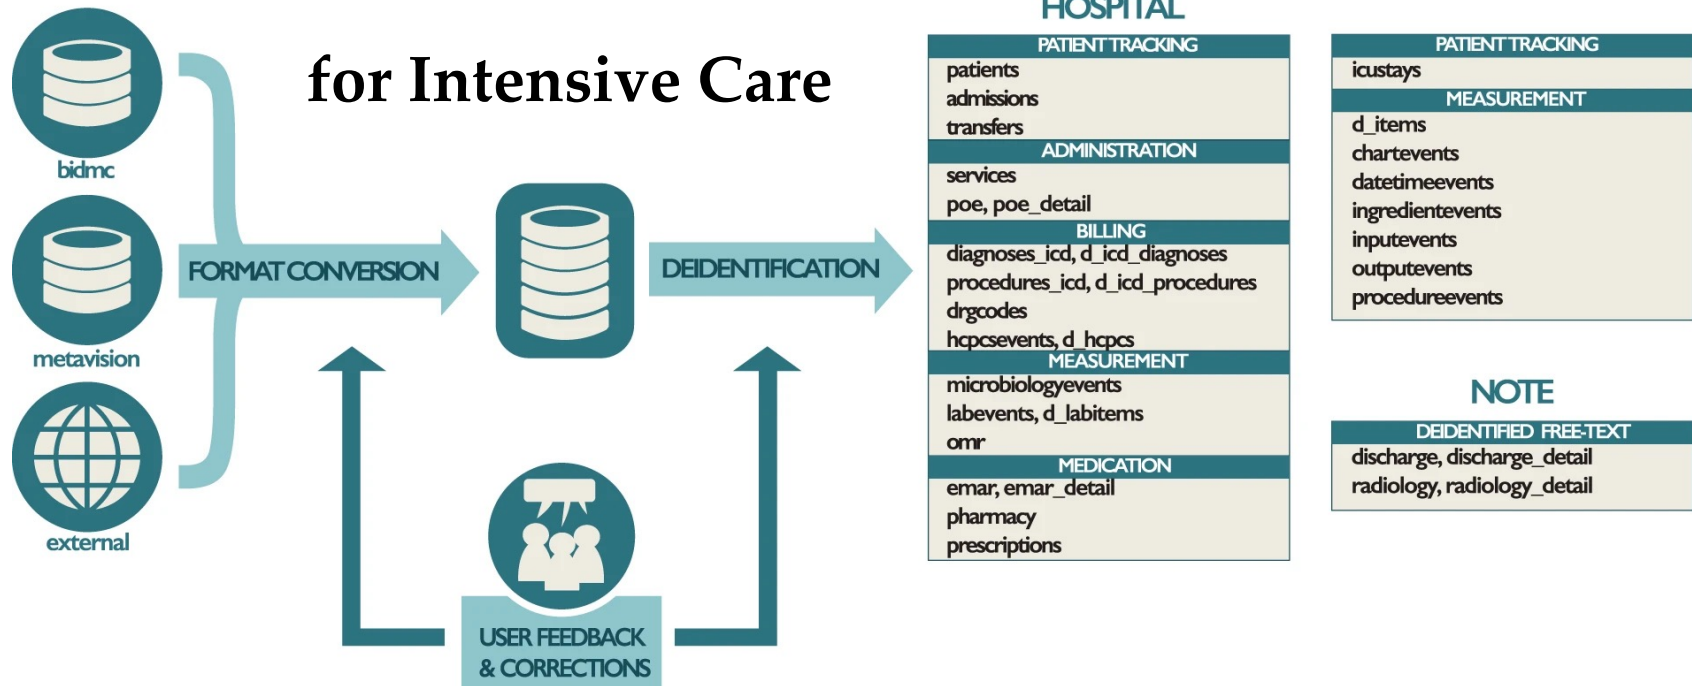 for Intensive Care
bidmc
metavision
external
FORMAT CONVERSION
DEIDENTIFICATION
USER FEEDBACK
& CORRECTIONS
HOSPITAL
PATIENT TRACKING
patients
admissions
transfers
ADMINISTRATION
services
poe, poe_detail
BILLING
diagnoses_icd, d_icd_diagnoses
procedures_icd, d_icd_procedures
drgcodes
hcpcsevents, d_hcpcs
MEASUREMENT
microbiologyevents
labevents, d_labitems
omr
MEDICATION
emar, emar_detail
pharmacy
prescriptions
PATIENT TRACKING
icustays
MEASUREMENT
d_items
chartevents
datetimeevents
ingredientevents
inputevents
outputevents
procedureevents
NOTE
DEIDENTIFIED FREE-TEXT
discharge, discharge_detail
radiology, radiology_detail